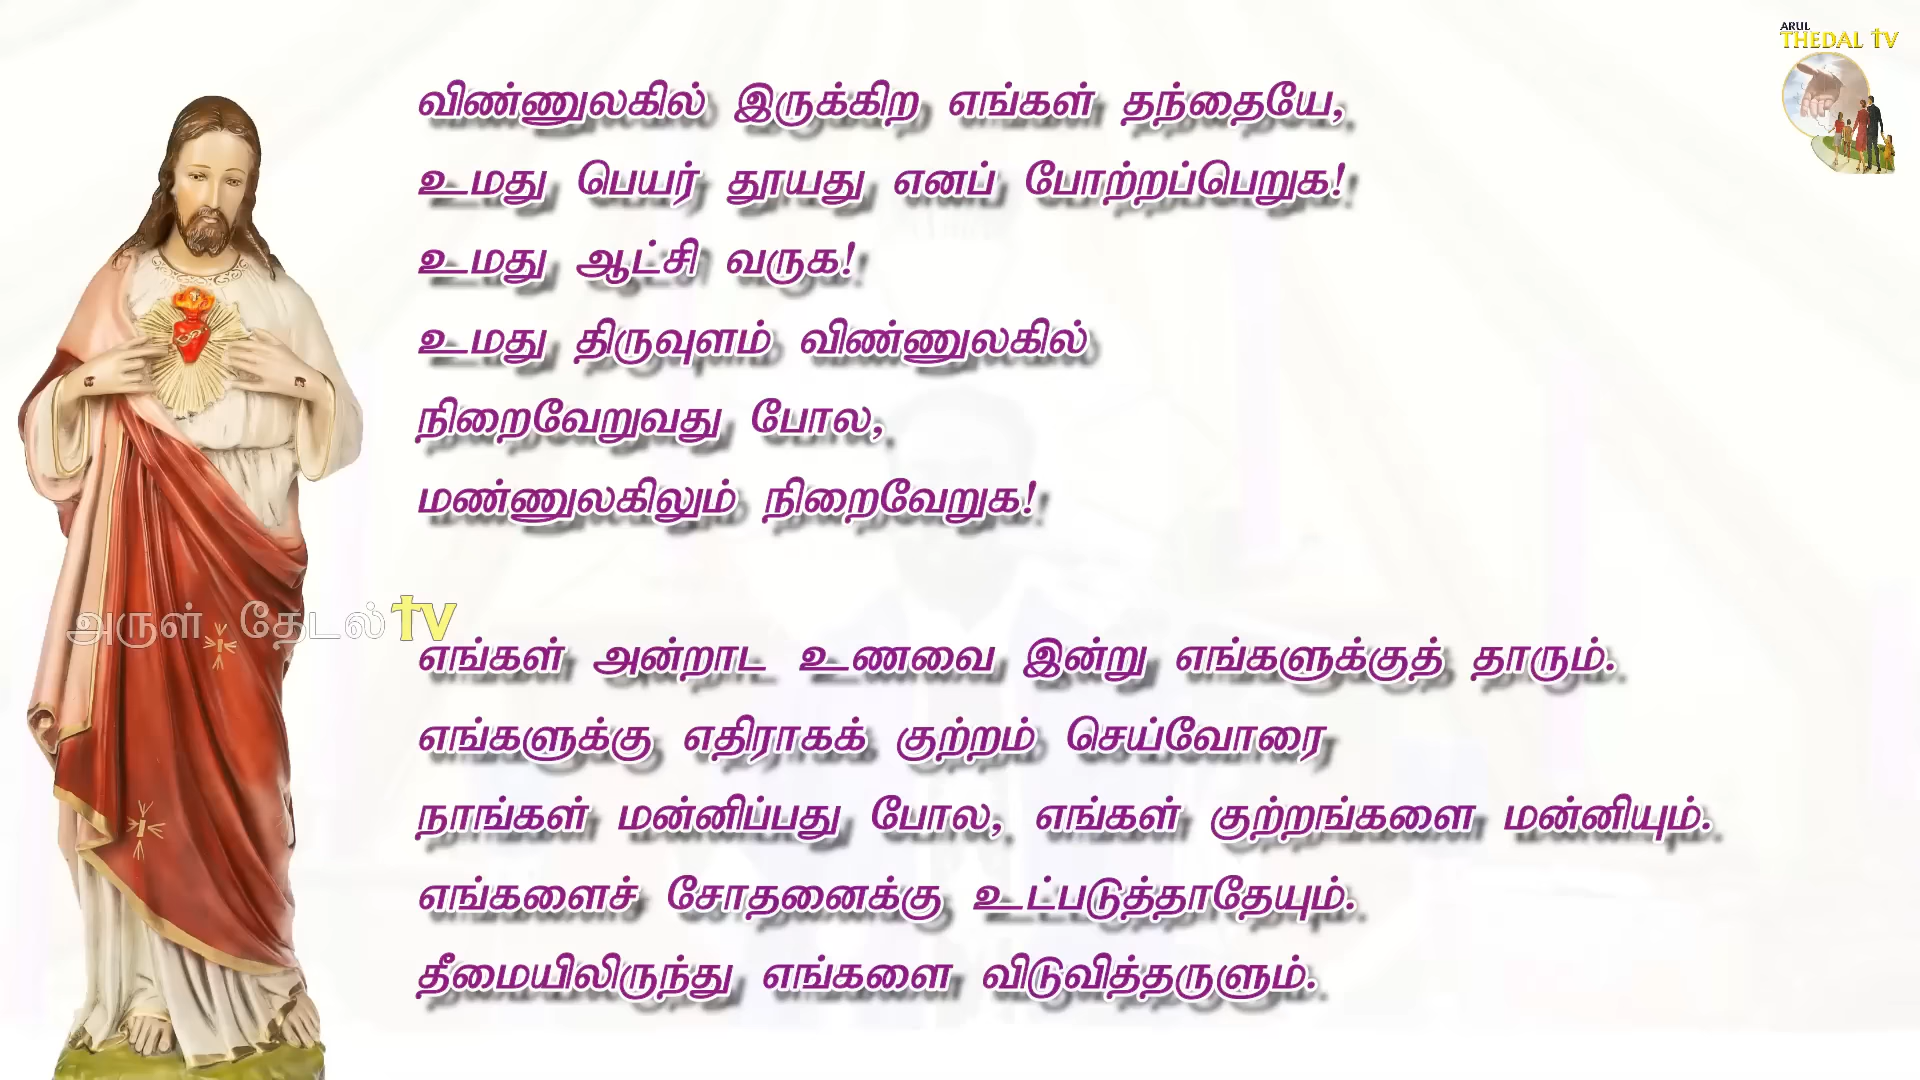 ARUL
THEDAL TV
விண்ணுலகில் இருக்கிற எங்கள் தந்தையே,
உமது பெயர் தூயது எனப் போற்றப்பெறுக!
உமது ஆட்சி வருக!
உமது திருவுளம் விண்ணுலகில்
நிறைவேறுவது போல,
மண்ணுலகிலும் நிறைவேறுக!
அருள் தேடல் TV
எங்கள் அன்றாட உணவை இன்று எங்களுக்குத் தாரும்.
எங்களுக்கு எதிராகக் குற்றம் செய்வோரை
நாங்கள் மன்னிப்பது போல, எங்கள் குற்றங்களை மன்னியும்.
எங்களைச் சோதனைக்கு உட்படுத்தாதேயும்.
தீமையிலிருந்து எங்களை விடுவித்தருளும்.